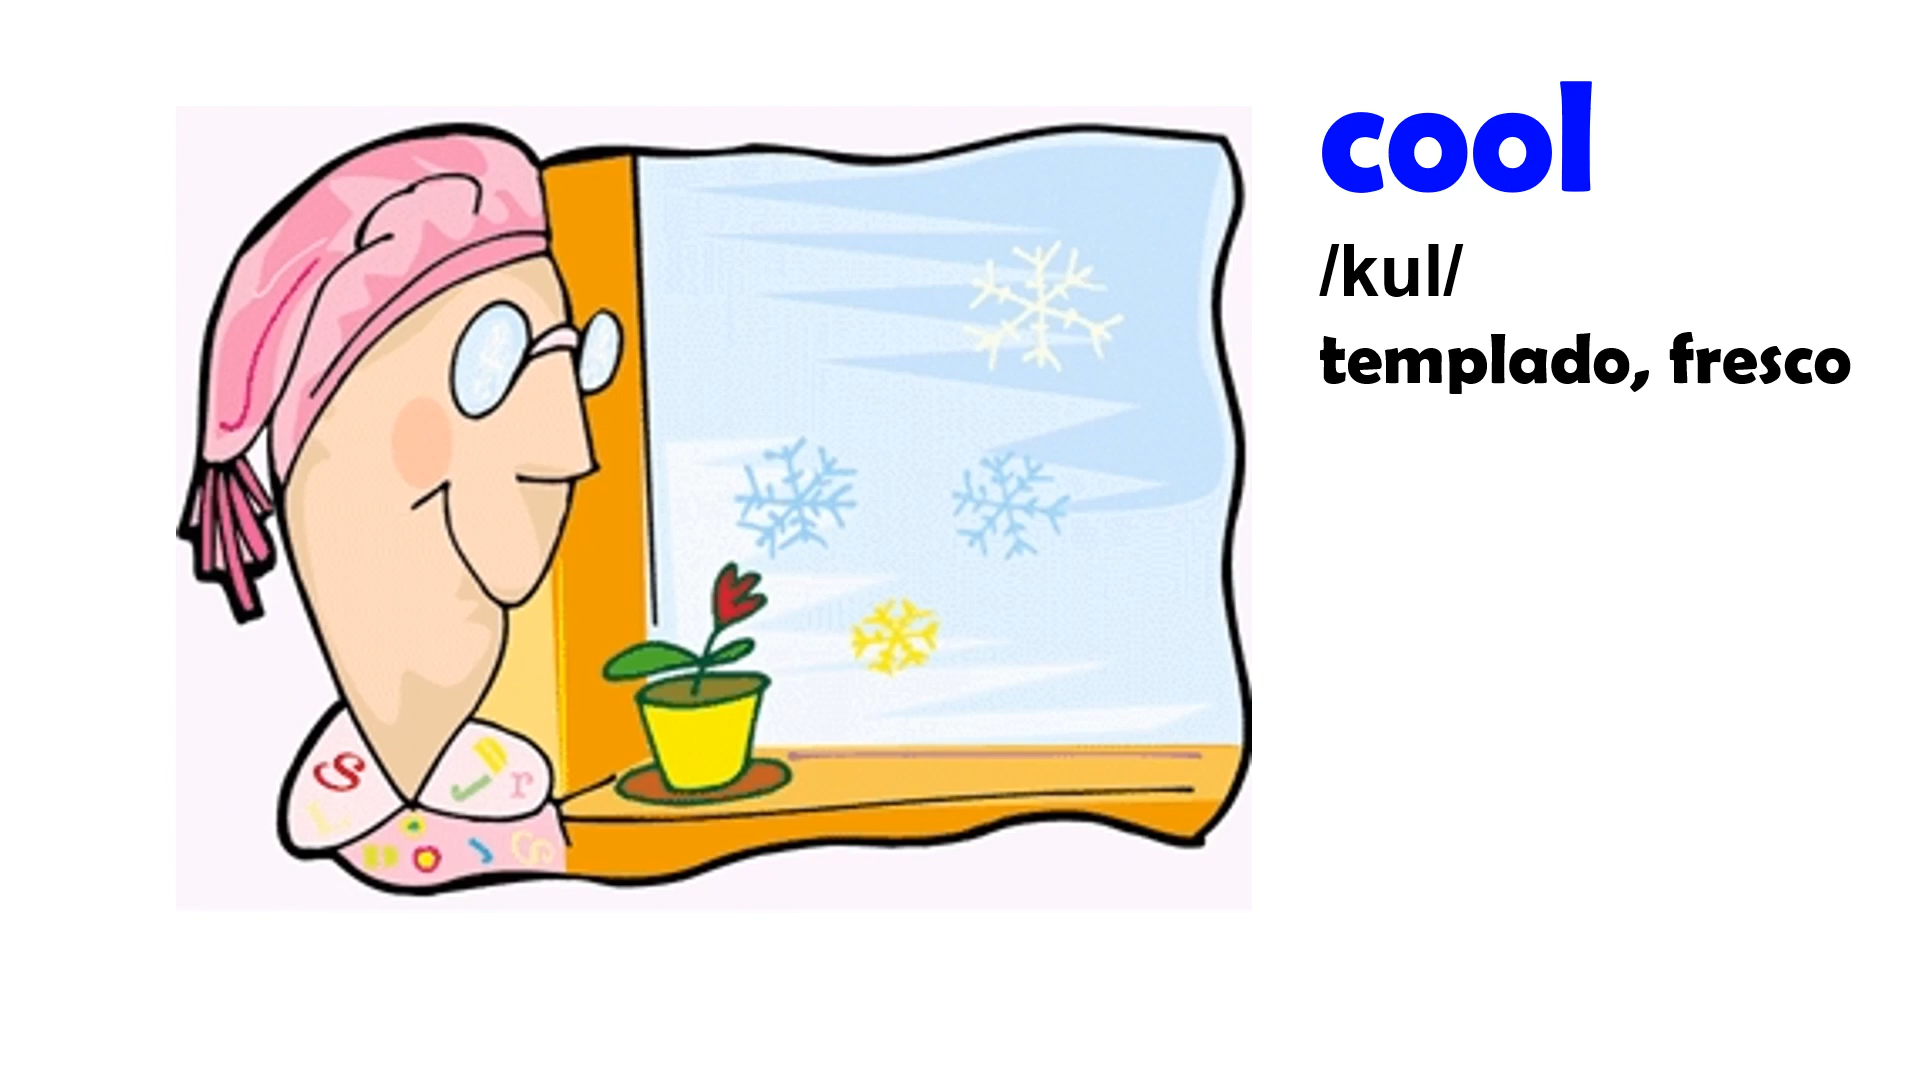 cool
/kul/
templado, fresco